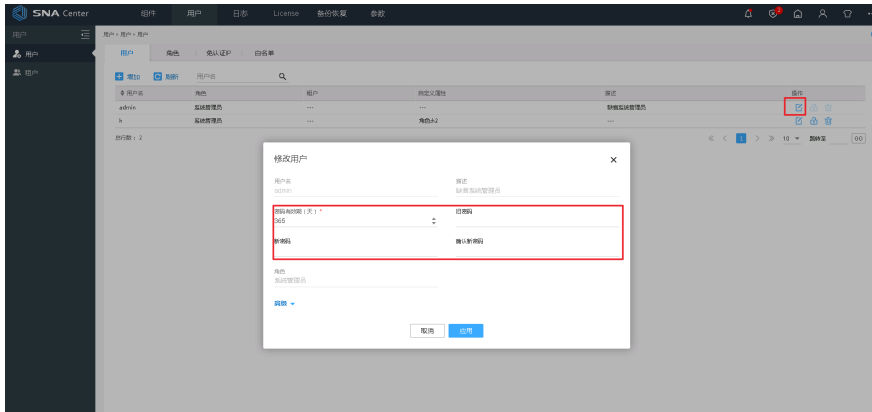 SNA Center 组件 用户 日志 License 备份恢复 参数 2
用户 用户 > 用户 > 用户
用户 用户 角色 免认证IP 白名单
租户 增加 刷新 用户名
用户名 角色 租户 自定义属性 描述 操作
admin 系统管理员 --- --- 缺省系统管理员
h 系统管理员 --- 角色=2 ---
总行数：2 1 10 跳转至 GO
修改用户
用户名 描述
admin 缺省系统管理员
密码有效期（天）* 旧密码
365
新密码 确认新密码
角色
系统管理员
高级
取消 应用